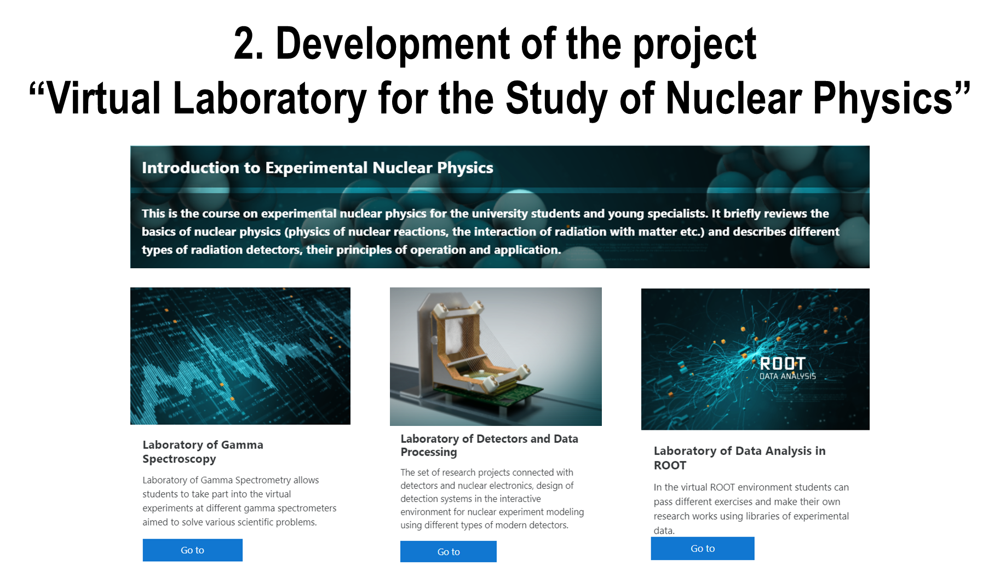 2. Development of the project
“Virtual Laboratory for the Study of Nuclear Physics”
Introduction to Experimental Nuclear Physics
This is the course on experimental nuclear physics for the university students and young specialists. It briefly reviews the
basics of nuclear physics (physics of nuclear reactions, the interaction of radiation with matter etc.) and describes different
types of radiation detectors, their principles of operation and application.
ROOT
DATA ANALYSIS
Laboratory of Gamma
Spectroscopy
Laboratory of Gamma Spectrometry allows
students to take part into the virtual
experiments at different gamma spectrometers
aimed to solve various scientific problems.
Go to
Laboratory of Detectors and Data
Processing
The set of research projects connected with
detectors and nuclear electronics, design of
detection systems in the interactive
environment for nuclear experiment modeling
using different types of modern detectors.
Go to
Laboratory of Data Analysis in
ROOT
In the virtual ROOT environment students can
pass different exercises and make their own
research works using libraries of experimental
data.
Go to